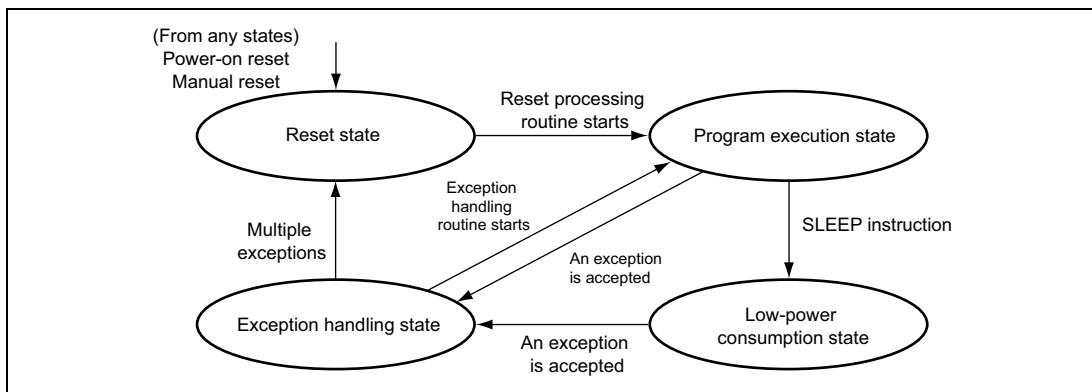 (From any states)
Power-on reset
Manual reset
Reset processing
routine starts
Reset state
Program execution state
Exception
handling
routine starts
Multiple
exceptions
SLEEP instruction
An exception
is accepted
Exception handling state
Low-power
consumption state
An exception
is accepted